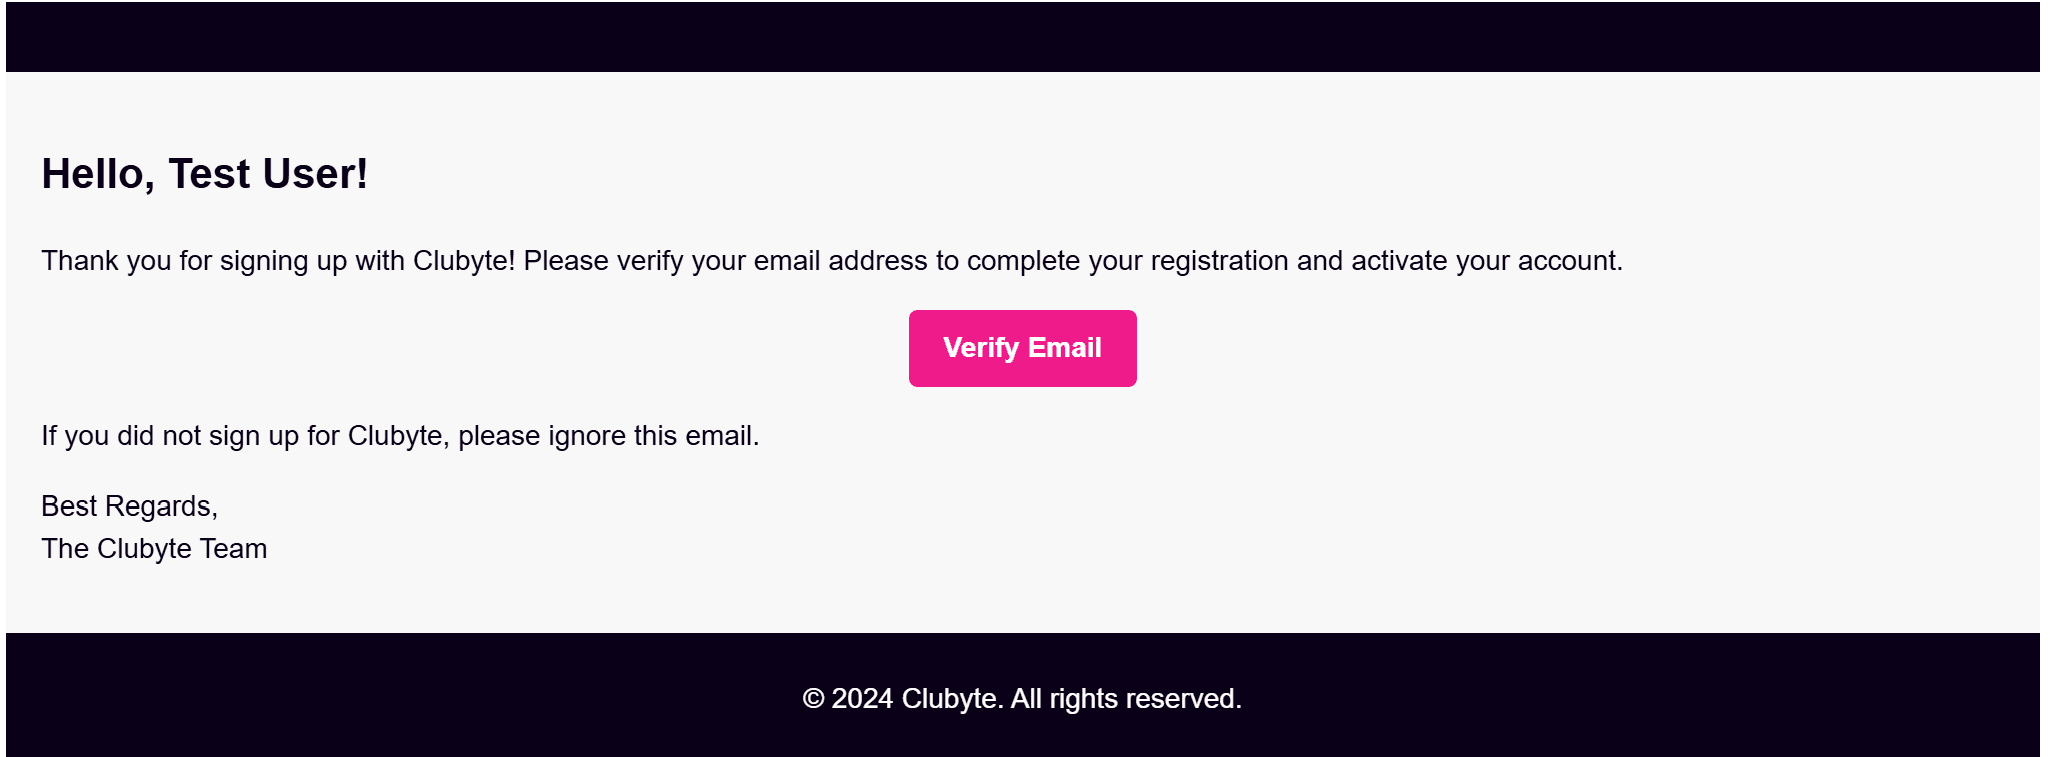 Hello, Test User!
Thank you for signing up with Clubyte! Please verify your email address to complete your registration and activate your account.
Verify Email
If you did not sign up for Clubyte, please ignore this email.
Best Regards,
The Clubyte Team
© 2024 Clubyte. All rights reserved.